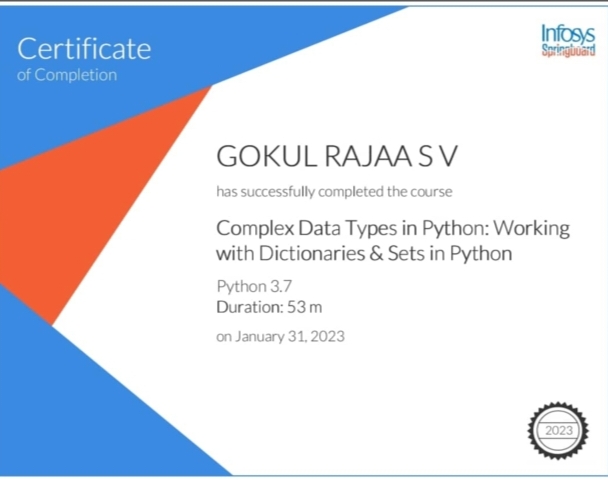 Certificate
of Completion
Infosys
Springboard
GOKUL RAJAA S V
has successfully completed the course
Complex Data Types in Python: Working
with Dictionaries & Sets in Python
Python 3.7
Duration: 53 m
on January 31, 2023
2023